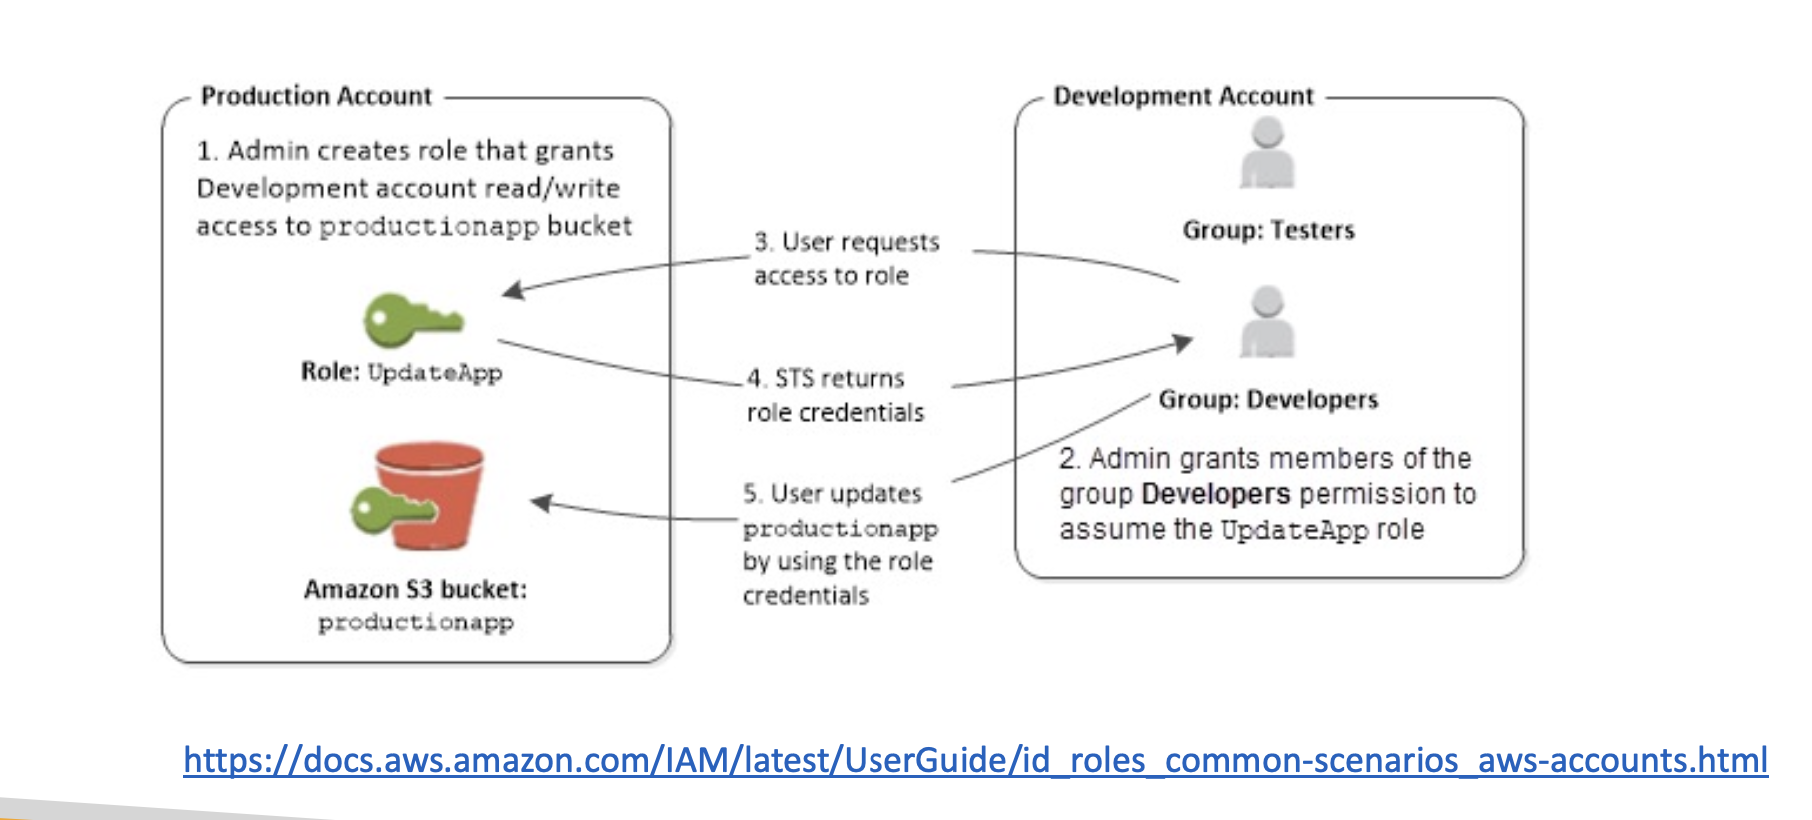 Production Account
1. Admin creates role that grants
Development account read/write
access to productionapp bucket
Role: UpdateApp
Amazon S3 bucket:
productionapp
3. User requests
access to role
4. STS returns
role credentials
5. User updates
productionapp
by using the role
credentials
Development Account
Group: Testers
Group: Developers
2. Admin grants members of the
group Developers permission to
assume the UpdateApp role
https://docs.aws.amazon.com/IAM/latest/UserGuide/id_roles_common-scenarios_aws-accounts.html